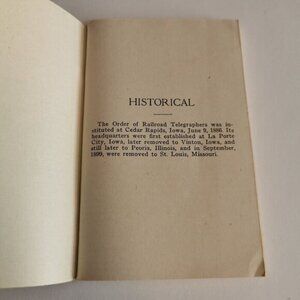 HISTORICAL
The Order of Railroad Telegraphers was in-
stituted at Cedar Rapids, Iowa, June 9, 1886. Its
headquarters were first established at La Porte
City, Iowa, later removed to Vinton, Iowa, and
still later to Peoria, Illinois, and in September,
1899, were removed to St. Louis, Missouri.